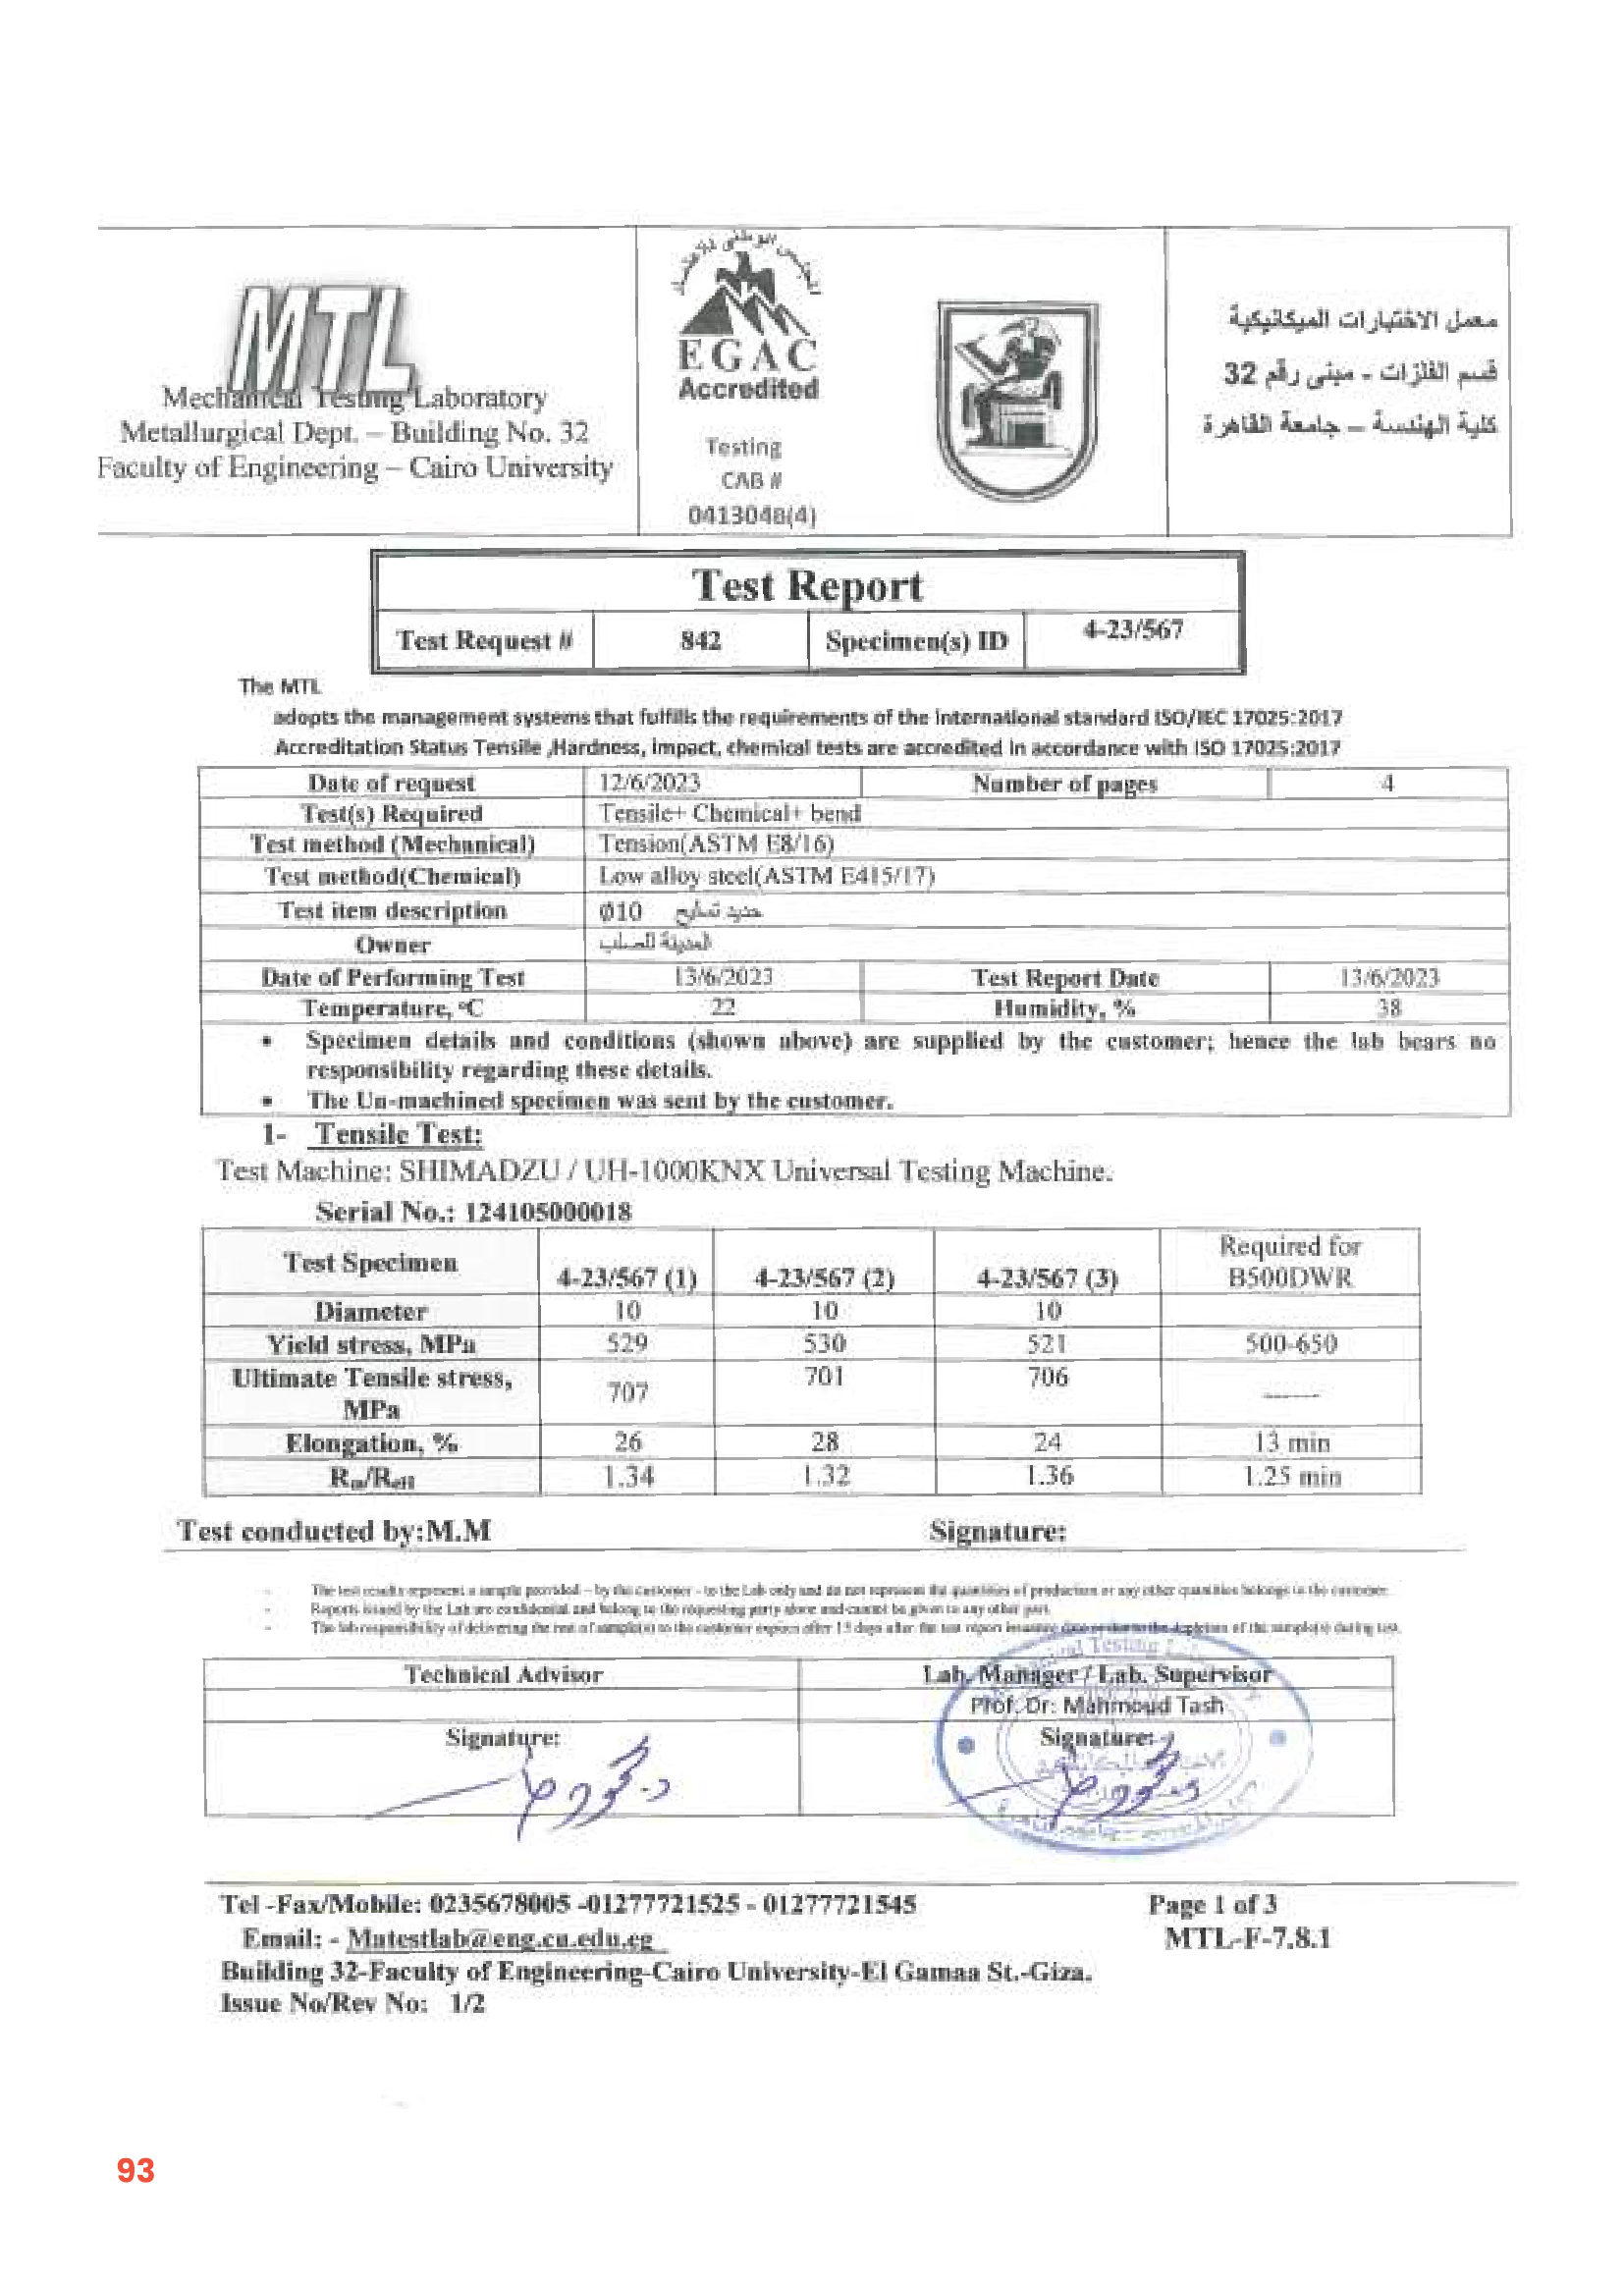 MTL
Mechanical Testing Laboratory
Metallurgical Dept. – Building No. 32
Faculty of Engineering – Cairo University
EGAC
Accredited
Testing
CAB #
0413048(4)
معمل الاختبارات الميكانيكية
قسم الفلزات - مبنى رقم 32
كلية الهندسة – جامعة القاهرة
Test Report
Test Request # 842 Specimen(s) ID 4-23/567
The MTL
adopts the management systems that fulfills the requirements of the international standard ISO/IEC 17025:2017
Accreditation Status Tensile ,Hardness, impact, chemical tests are accredited in accordance with ISO 17025:2017
Date of request 12/6/2023 Number of pages 4
Test(s) Required Tensile+ Chemical+ bend
Test method (Mechanical) Tension(ASTM E8/16)
Test method(Chemical) Low alloy steel(ASTM E415/17)
Test item description Ø10 حديد تسليح
Owner المدينة للصلب
Date of Performing Test 13/6/2023 Test Report Date 13/6/2023
Temperature, °C 22 Humidity, % 38
• Specimen details and conditions (shown above) are supplied by the customer; hence the lab bears no
responsibility regarding these details.
• The Un-machined specimen was sent by the customer.
1- Tensile Test:
Test Machine: SHIMADZU / UH-1000KNX Universal Testing Machine.
Serial No.: 124105000018
Test Specimen 4-23/567 (1) 4-23/567 (2) 4-23/567 (3) Required for B500DWR
Diameter 10 10 10
Yield stress, MPa 529 530 521 500-650
Ultimate Tensile stress, MPa 707 701 706 -------
Elongation, % 26 28 24 13 min
Rm/ReH 1.34 1.32 1.36 1.25 min
Test conducted by:M.M Signature:
- The test results represent a sample provided – by the customer - to the Lab only and do not represent the quantities of production or any other quantities belongs to the customer.
- Reports issued by the Lab are confidential and belong to the requesting party alone and cannot be given to any other part.
- The lab responsibility of delivering the rest of sample(s) to the customer expires after 15 days after the test report issuance date or due to the depletion of the sample(s) during test.
Technical Advisor Lab. Manager / Lab. Supervisor
Prof. Dr: Mahmoud Tash
Signature: Signature:
Tel -Fax/Mobile: 0235678005 -01277721525 - 01277721545 Page 1 of 3
Email: - Matestlab@eng.cu.edu.eg MTL-F-7.8.1
Building 32-Faculty of Engineering-Cairo University-El Gamaa St.-Giza.
Issue No/Rev No: 1/2
93